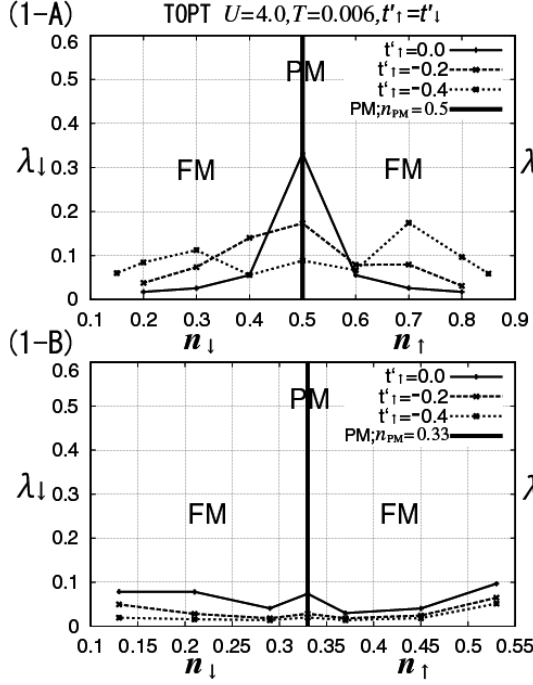 (1-A) TOPT U=4.0,T=0.006,t'↑=t'↓
0.6
0.5
0.4
0.3
0.2
0.1
0
λ↓
PM
FM
FM
λ
t'↑=0.0
t'↑=-0.2
t'↑=-0.4
PM;nPM=0.5
0.1 0.2 0.3 0.4 0.5 0.6 0.7 0.8 0.9
n↓ n↑
(1-B)
0.6
0.5
0.4
0.3
0.2
0.1
0
λ↓
PM
FM
FM
λ
t'↑=0.0
t'↑=-0.2
t'↑=-0.4
PM;nPM=0.33
0.1 0.15 0.2 0.25 0.3 0.35 0.4 0.45 0.5 0.55
n↓ n↑